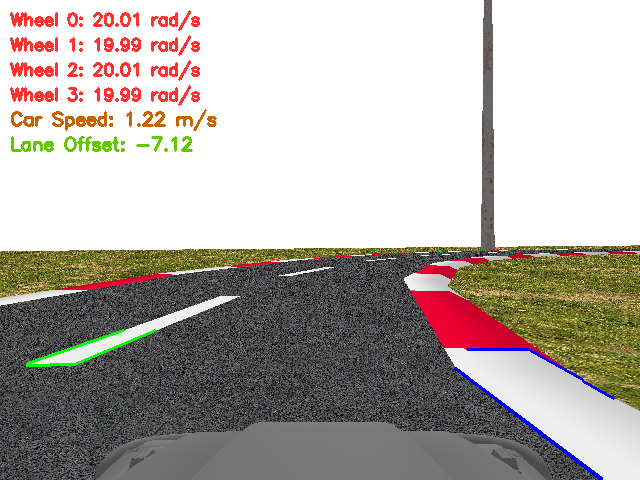 Wheel 0: 20.01 rad/s
Wheel 1: 19.99 rad/s
Wheel 2: 20.01 rad/s
Wheel 3: 19.99 rad/s
Car Speed: 1.22 m/s
Lane Offset: -7.12